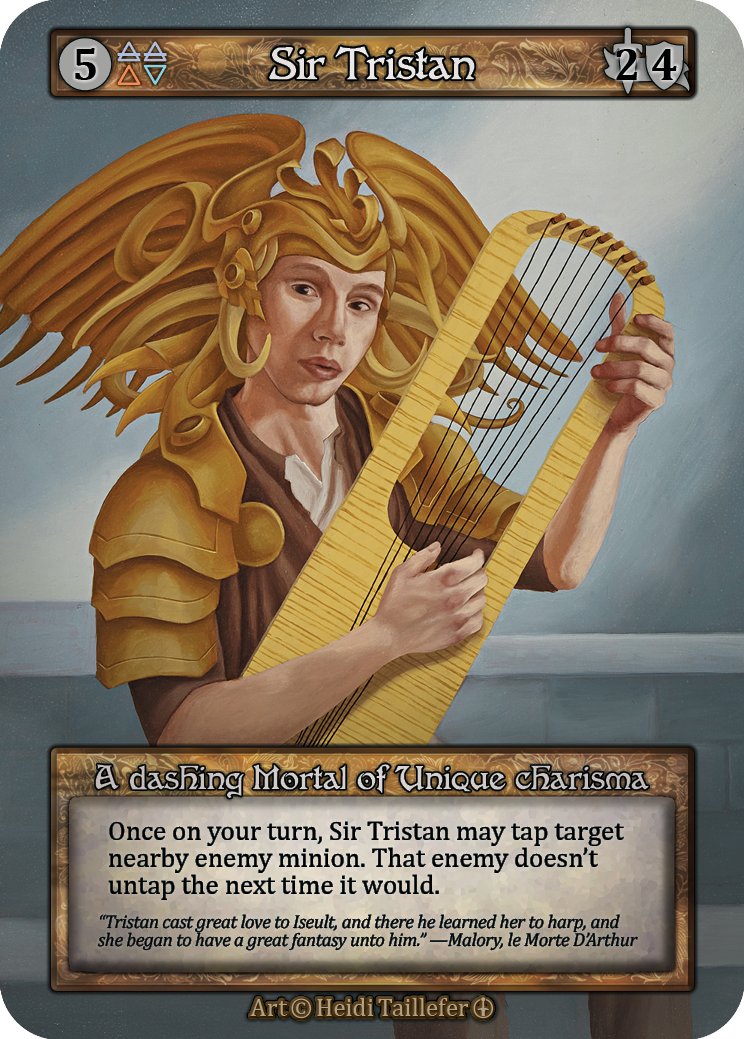 5 Sir Tristan 2 4
A dashing Mortal of Unique charisma
Once on your turn, Sir Tristan may tap target
nearby enemy minion. That enemy doesn't
untap the next time it would.
"Tristan cast great love to Iseult, and there he learned her to harp, and
she began to have a great fantasy unto him." —Malory, le Morte D'Arthur
Art © Heidi Taillefer